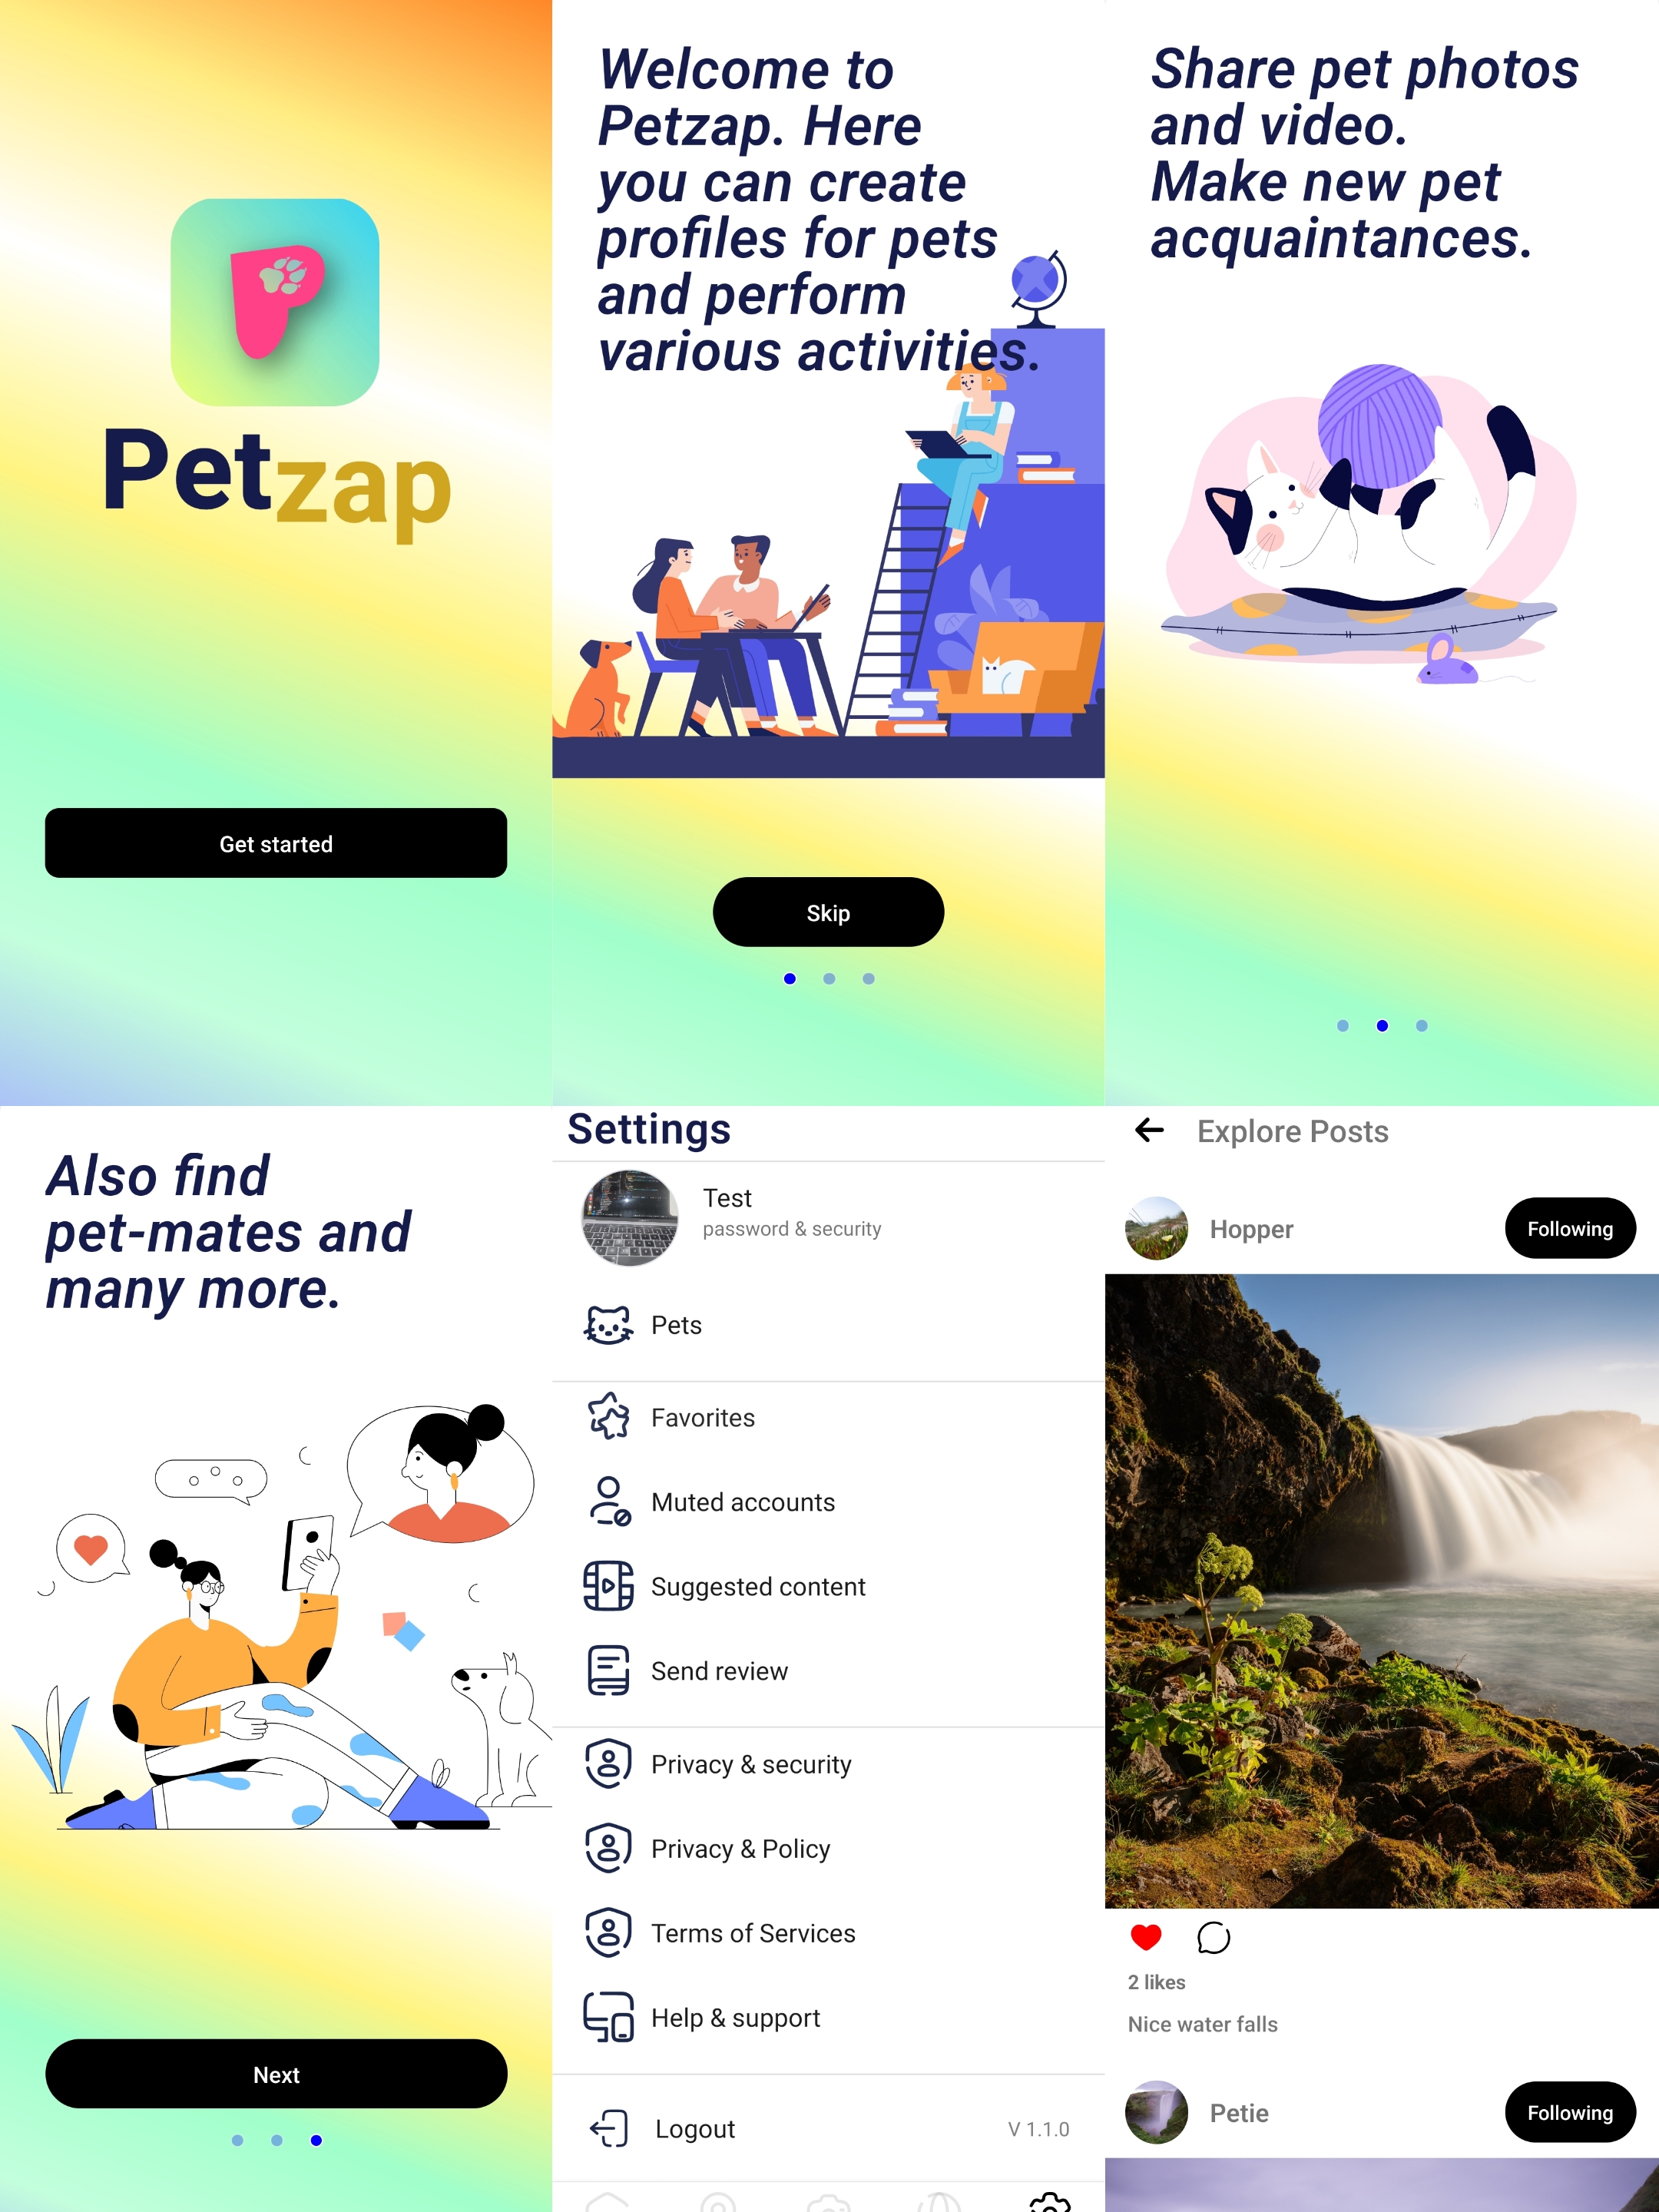 Petzap
Get started
Welcome to
Petzap. Here
you can create
profiles for pets
and perform
various activities.
Skip
Share pet photos
and video.
Make new pet
acquaintances.
Also find
pet-mates and
many more.
Next
Settings
Test
password & security
Pets
Favorites
Muted accounts
Suggested content
Send review
Privacy & security
Privacy & Policy
Terms of Services
Help & support
Logout V 1.1.0
Explore Posts
Hopper Following
2 likes
Nice water falls
Petie Following